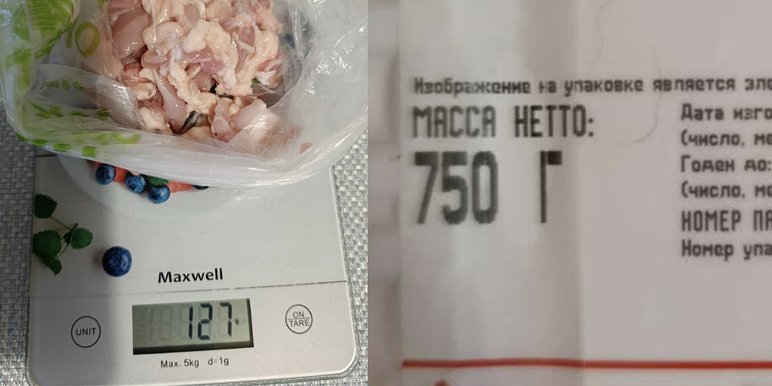 Maxwell
UNIT
127
ON
TARE
Max. 5kg d=1g
Изображение на упаковке является эле
МАССА НЕТТО:
750 Г
Дата изго
(число, ме
Годен до:
(число, ме
НОМЕР ПА
Номер упа